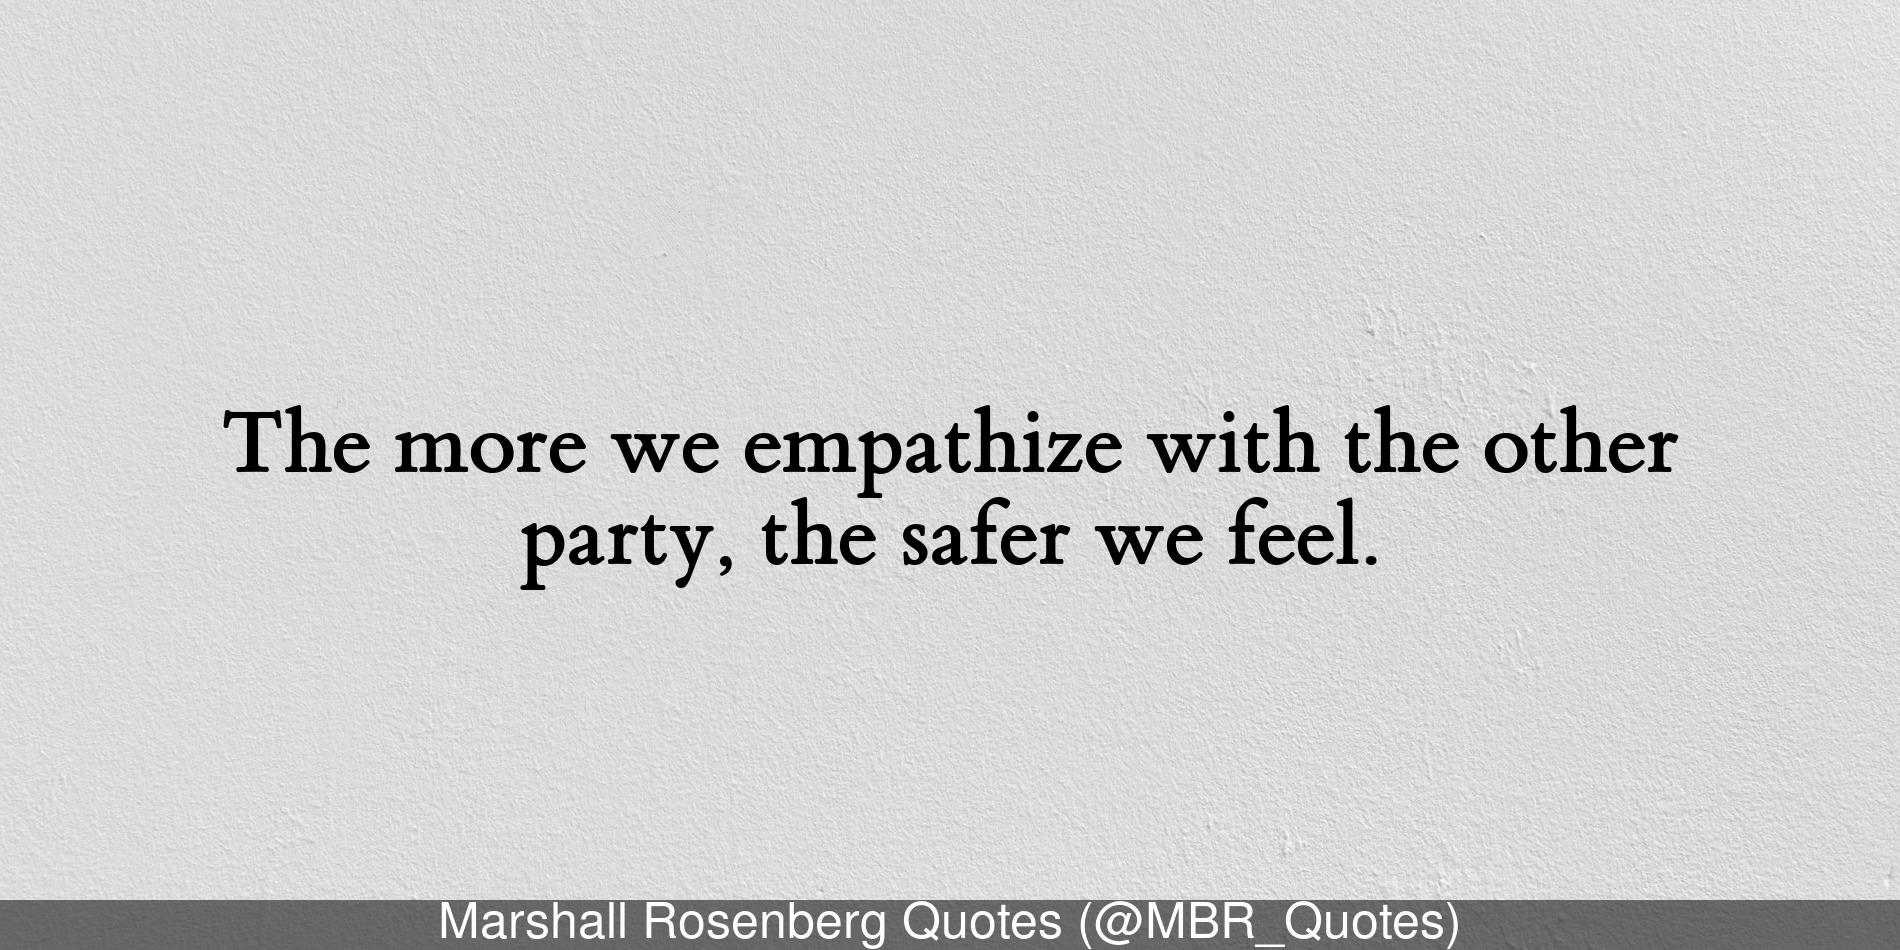 The more we empathize with the other
party, the safer we feel.
Marshall Rosenberg Quotes (@MBR_Quotes)